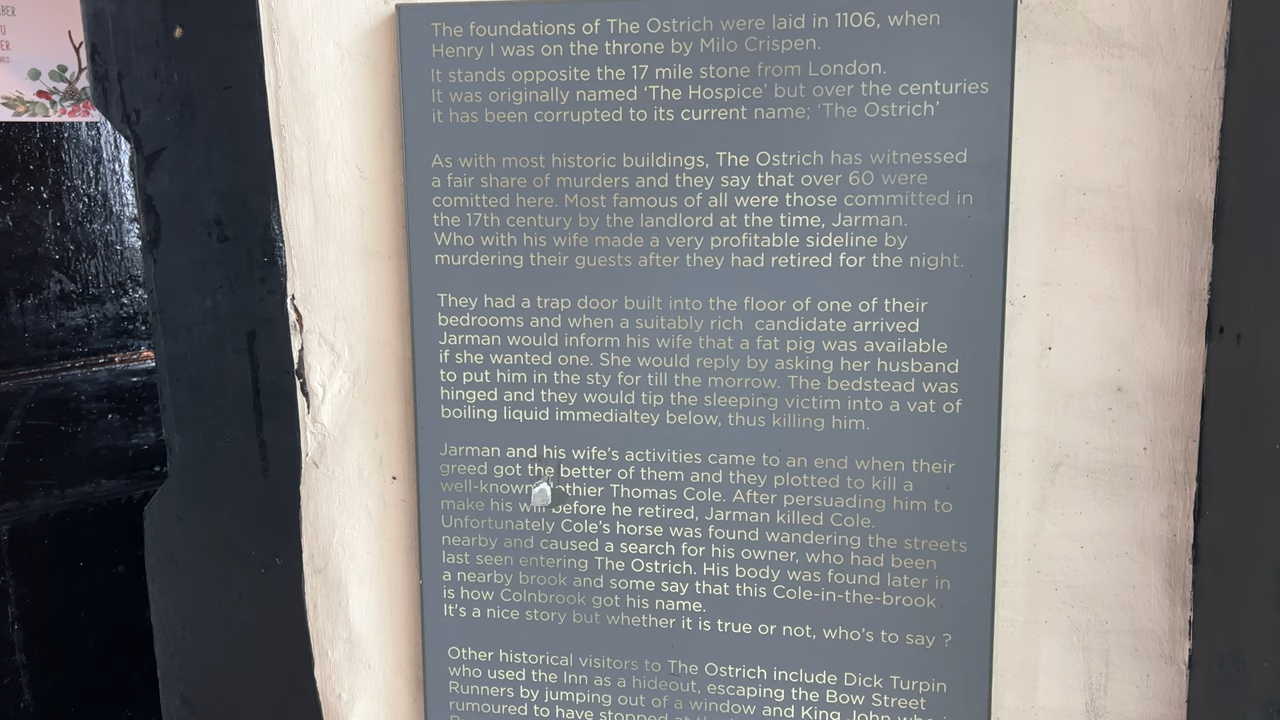 The foundations of The Ostrich were laid in 1106, when
Henry I was on the throne by Milo Crispen.
It stands opposite the 17 mile stone from London.
It was originally named ‘The Hospice’ but over the centuries
it has been corrupted to its current name; ‘The Ostrich’
As with most historic buildings, The Ostrich has witnessed
a fair share of murders and they say that over 60 were
comitted here. Most famous of all were those committed in
the 17th century by the landlord at the time, Jarman.
Who with his wife made a very profitable sideline by
murdering their guests after they had retired for the night.
They had a trap door built into the floor of one of their
bedrooms and when a suitably rich candidate arrived
Jarman would inform his wife that a fat pig was available
if she wanted one. She would reply by asking her husband
to put him in the sty for till the morrow. The bedstead was
hinged and they would tip the sleeping victim into a vat of
boiling liquid immedialtey below, thus killing him.
Jarman and his wife’s activities came to an end when their
greed got the better of them and they plotted to kill a
well-known Thomas Cole. After persuading him to
make his will before he retired, Jarman killed Cole.
Unfortunately Cole’s horse was found wandering the streets
nearby and caused a search for his owner, who had been
last seen entering The Ostrich. His body was found later in
a nearby brook and some say that this Cole-in-the-brook
is how Colnbrook got his name.
It's a nice story but whether it is true or not, who’s to say ?
Other historical visitors to The Ostrich include Dick Turpin
who used the Inn as a hideout, escaping the Bow Street
Runners by jumping out of a window and King John who
rumoured to have stopped at